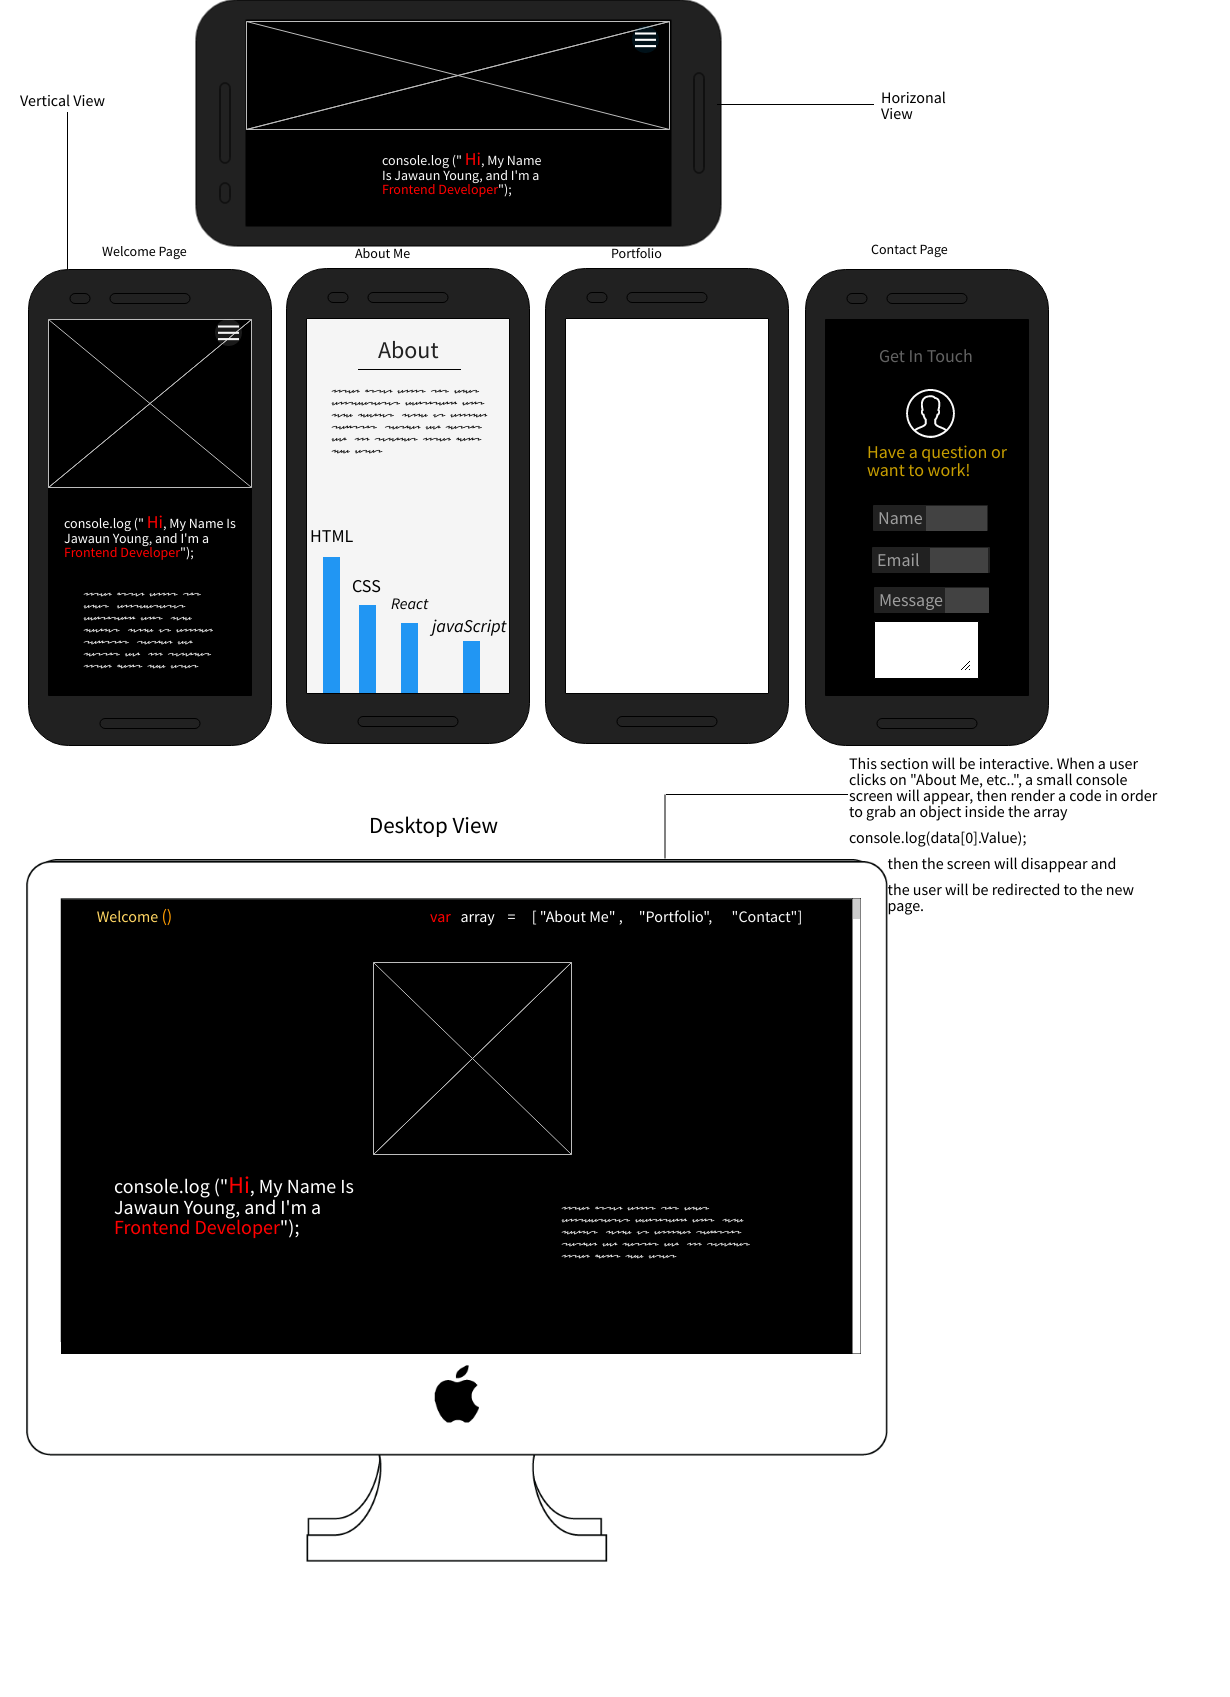 Vertical View
Horizonal
View
console.log (" Hi, My Name
Is Jawaun Young, and I'm a
Frontend Developer");
Welcome Page
About Me
Portfolio
Contact Page
console.log (" Hi, My Name Is
Jawaun Young, and I'm a
Frontend Developer");
About
HTML
CSS
React
javaScript
Get In Touch
Have a question or
want to work!
Name
Email
Message
This section will be interactive. When a user
clicks on "About Me, etc..", a small console
screen will appear, then render a code in order
to grab an object inside the array
console.log(data[0].Value);
then the screen will disappear and
the user will be redirected to the new
page.
Desktop View
Welcome () var array = [ "About Me" , "Portfolio", "Contact"]
console.log ("Hi, My Name Is
Jawaun Young, and I'm a
Frontend Developer");